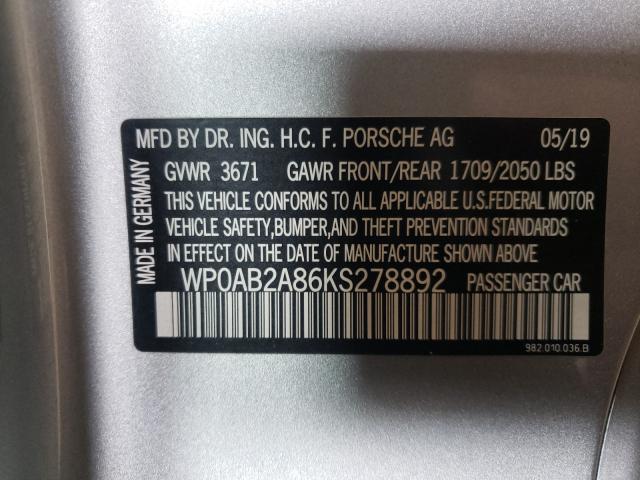 MFD BY DR. ING. H.C. F. PORSCHE AG 05/19
GVWR 3671 GAWR FRONT/REAR 1709/2050 LBS
THIS VEHICLE CONFORMS TO ALL APPLICABLE U.S.FEDERAL MOTOR
VEHICLE SAFETY,BUMPER,AND THEFT PREVENTION STANDARDS
IN EFFECT ON THE DATE OF MANUFACTURE SHOWN ABOVE.
WP0AB2A86KS278892 PASSENGER CAR
MADE IN GERMANY
982.010.036.B